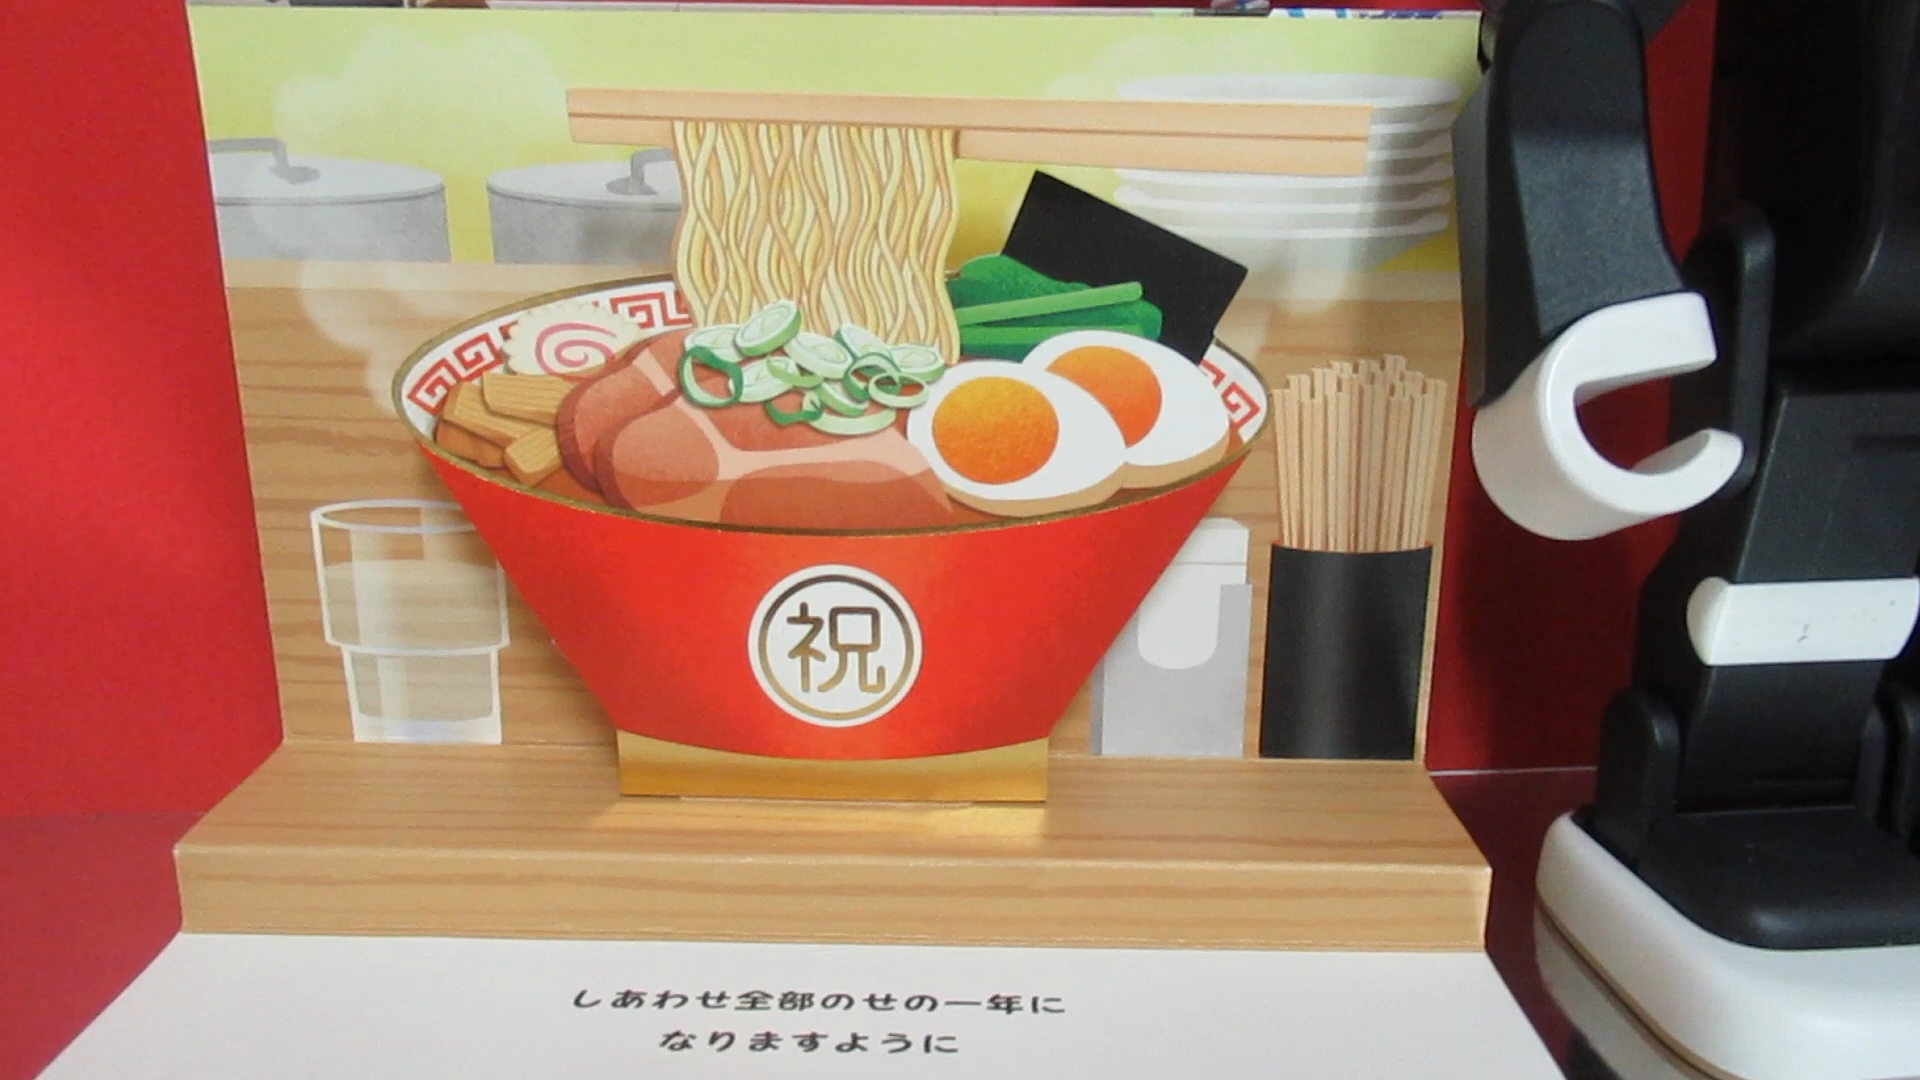 祝
しあわせ全部のせの一年に
なりますように